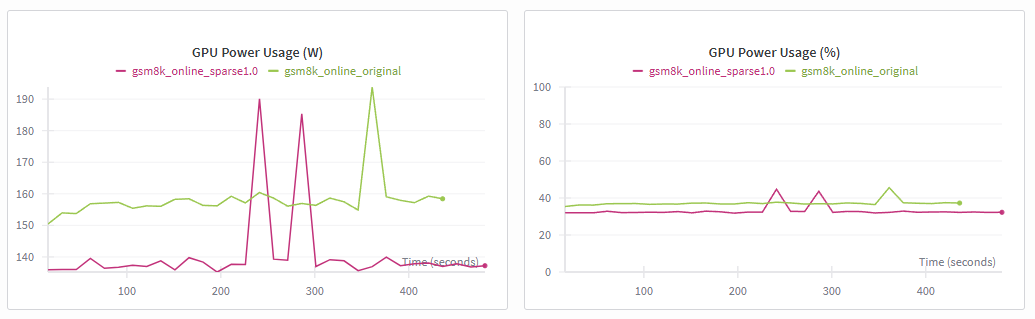 GPU Power Usage (W)
gsm8k_online_sparse1.0 gsm8k_online_original
190
180
170
160
150
140
Time (seconds)
100 200 300 400
GPU Power Usage (%)
gsm8k_online_sparse1.0 gsm8k_online_original
100
80
60
40
20
0
Time (seconds)
100 200 300 400